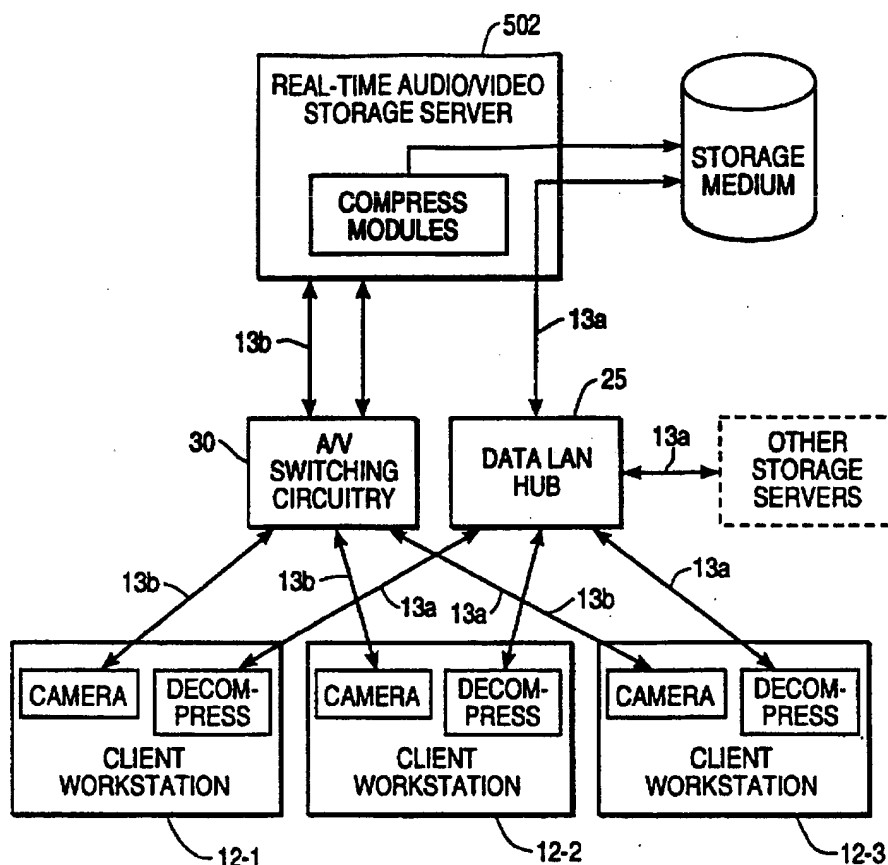 502
REAL-TIME AUDIO/VIDEO
STORAGE SERVER
COMPRESS
MODULES
STORAGE
MEDIUM
13b
13a
25
30
A/V
SWITCHING
CIRCUITRY
DATA LAN
HUB
13a
OTHER
STORAGE
SERVERS
13b
13b
13a
13a
13b
13a
CAMERA
DECOM-
PRESS
CLIENT
WORKSTATION
CAMERA
DECOM-
PRESS
CLIENT
WORKSTATION
CAMERA
DECOM-
PRESS
CLIENT
WORKSTATION
12-1
12-2
12-3